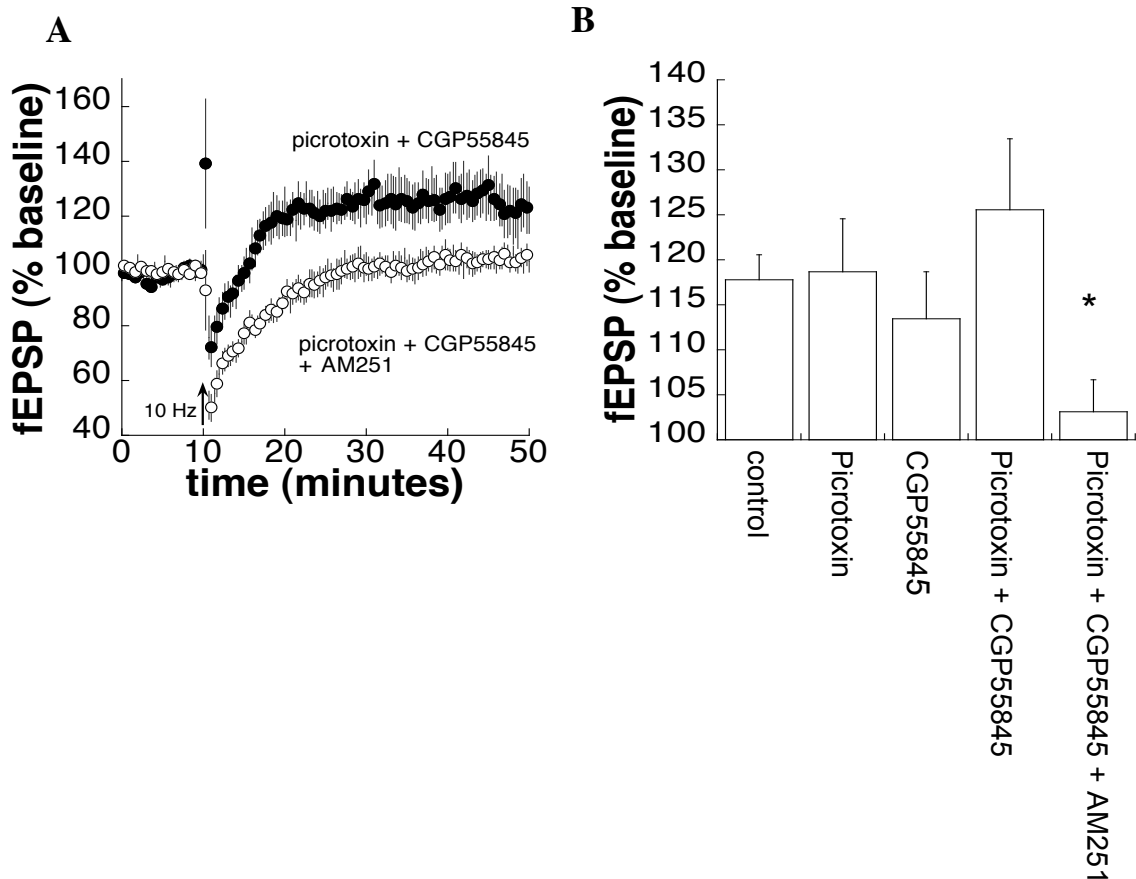 A
fEPSP (% baseline)
160
140
120
100
80
60
40
picrotoxin + CGP55845
picrotoxin + CGP55845
+ AM251
10 Hz
0
10
20
30
40
50
time (minutes)
B
fEPSP (% baseline)
140
135
130
125
120
115
110
105
100
*
control
Picrotoxin
CGP55845
Picrotoxin + CGP55845
Picrotoxin + CGP55845 + AM251